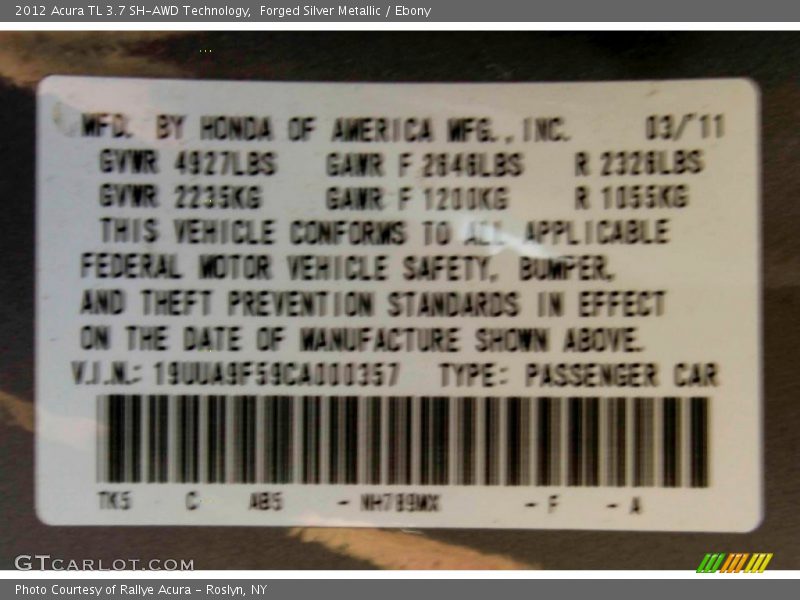 2012 Acura TL 3.7 SH-AWD Technology,  Forged Silver Metallic / Ebony
MFD. BY HONDA OF AMERICA MFG., INC. 03/'11
GVWR 4927LBS GAWR F 2646LBS R 2326LBS
GVWR 2235KG GAWR F 1200KG R 1055KG
THIS VEHICLE CONFORMS TO ALL APPLICABLE
FEDERAL MOTOR VEHICLE SAFETY, BUMPER,
AND THEFT PREVENTION STANDARDS IN EFFECT
ON THE DATE OF MANUFACTURE SHOWN ABOVE.
V.I.N.: 19UUA9F59CA000357 TYPE: PASSENGER CAR
TK5 C AB5 - NH789MX - F - A
GTCARLOT.COM
Photo Courtesy of Rallye Acura - Roslyn, NY